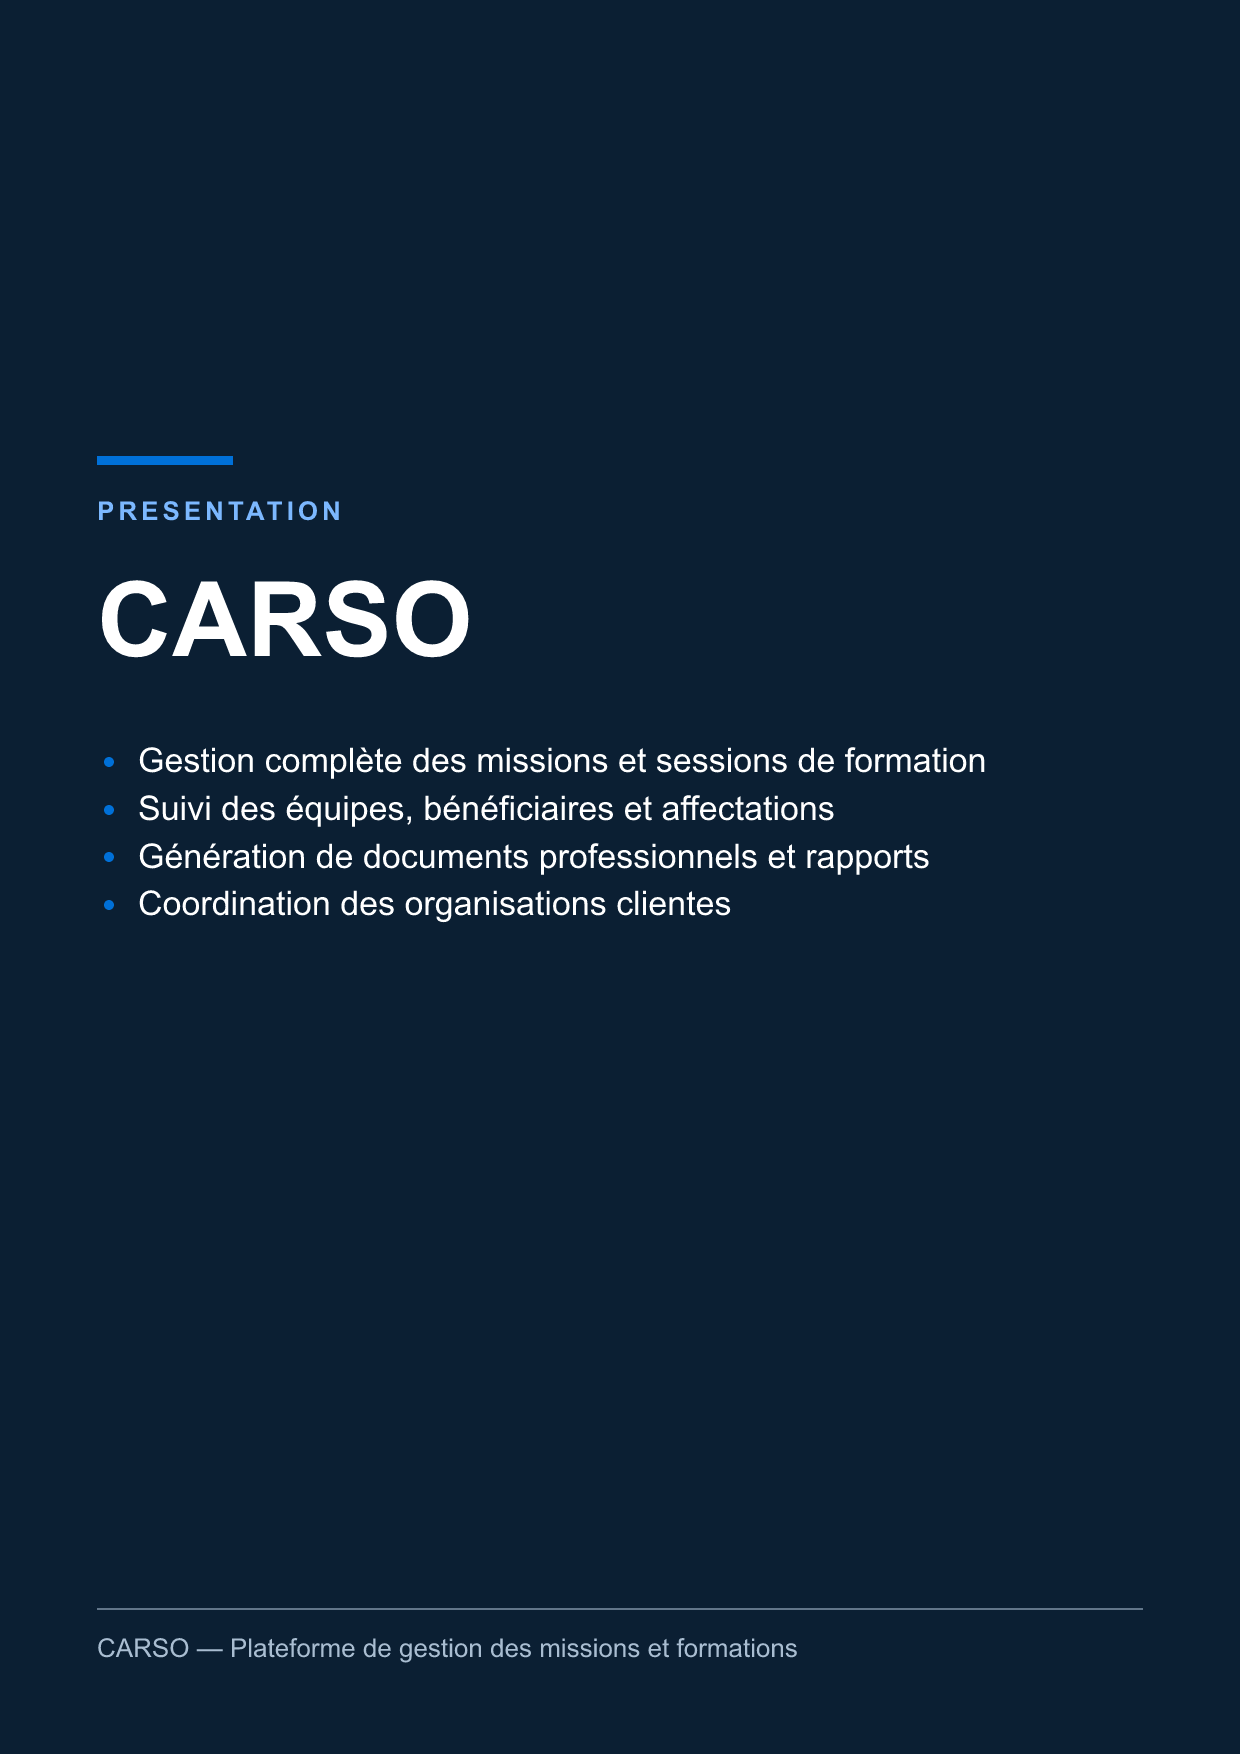 PRESENTATION
CARSO
• Gestion complète des missions et sessions de formation
• Suivi des équipes, bénéficiaires et affectations
• Génération de documents professionnels et rapports
• Coordination des organisations clientes
CARSO — Plateforme de gestion des missions et formations